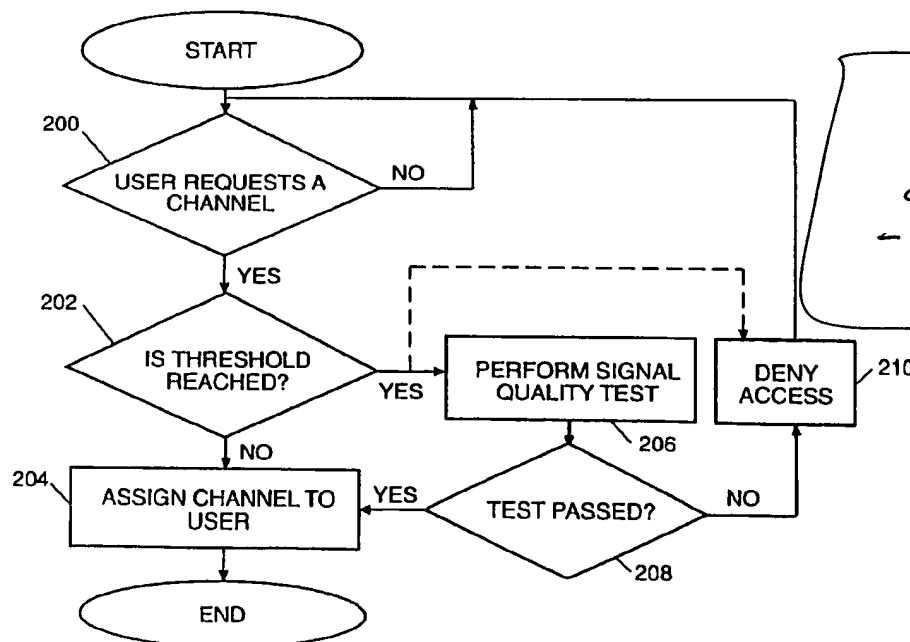 START
200
USER REQUESTS A
CHANNEL
NO
YES
202
IS THRESHOLD
REACHED?
YES
PERFORM SIGNAL
QUALITY TEST
206
DENY
ACCESS
210
NO
204
ASSIGN CHANNEL TO
USER
YES
TEST PASSED?
NO
208
END